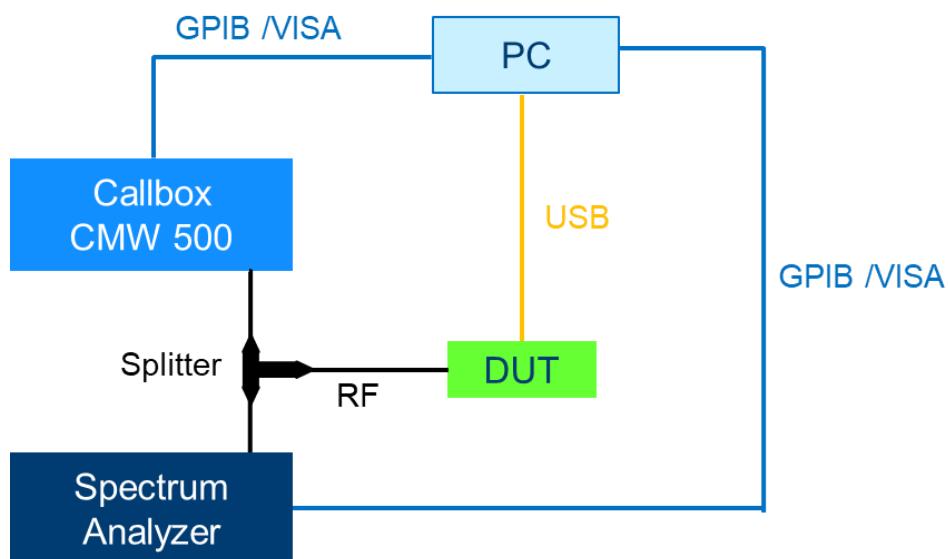 GPIB /VISA
PC
Callbox
CMW 500
USB
GPIB /VISA
Splitter
RF
DUT
Spectrum
Analyzer